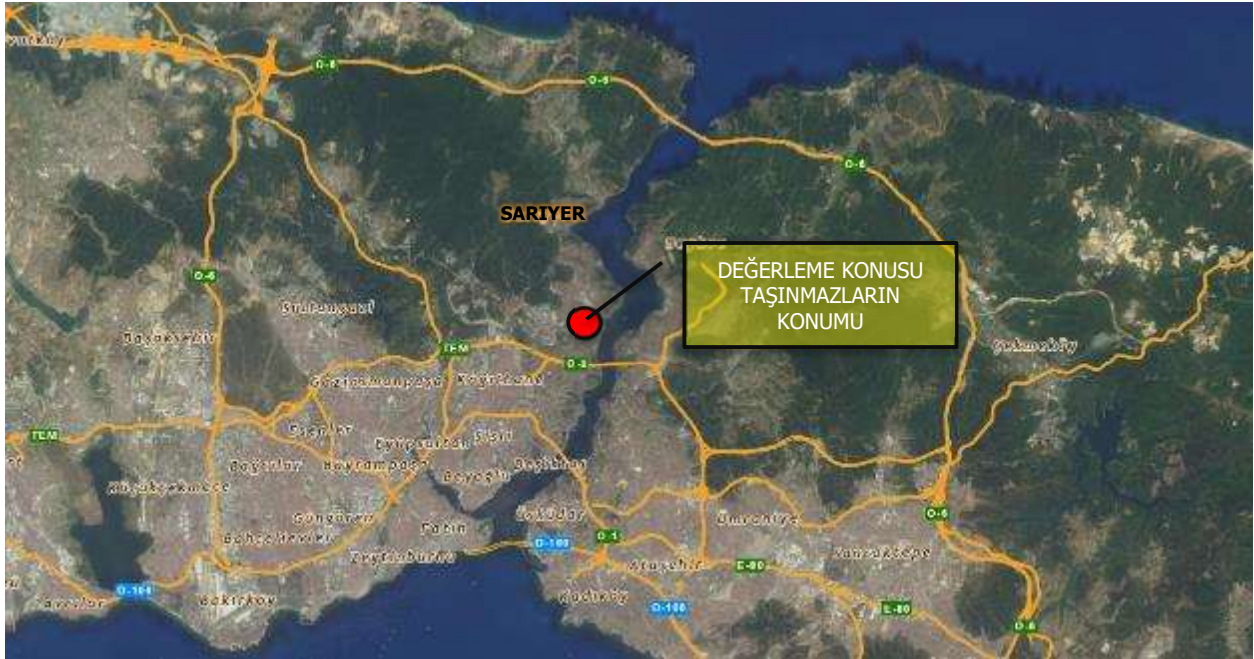 O-6
O-6
SARIYER
O-6
DEĞERLEME KONUSU
TAŞINMAZLARIN
KONUMU
O-6
Başakşehir
Sultangazi
Çekmeköy
TEM
O-2
Gaziosmanpaşa
Kağıthane
TEM
Esenler
Eyüpsultan
Şişli
Bağcılar
Bayrampaşa
Beyoğlu
Beşiktaş
Küçükçekmece
Güngören
Üsküdar
Ümraniye
O-6
Bahçelievler
Fatih
Zeytinburnu
O-100
O-1
Ataşehir
E-80
Sancaktepe
Avcılar
O-100
Bakırköy
Kadıköy
O-100
E-80
O-6